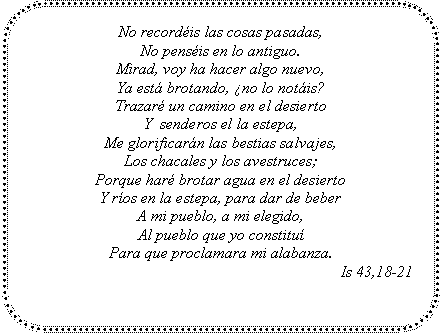 No recordéis las cosas pasadas,
No penséis en lo antiguo.
Mirad, voy ha hacer algo nuevo,
Ya está brotando, ¿no lo notáis?
Trazaré un camino en el desierto
Y senderos el la estepa,
Me glorificarán las bestias salvajes,
Los chacales y los avestruces;
Porque haré brotar agua en el desierto
Y ríos en la estepa, para dar de beber
A mi pueblo, a mi elegido,
Al pueblo que yo constituí
Para que proclamara mi alabanza.
Is 43,18-21